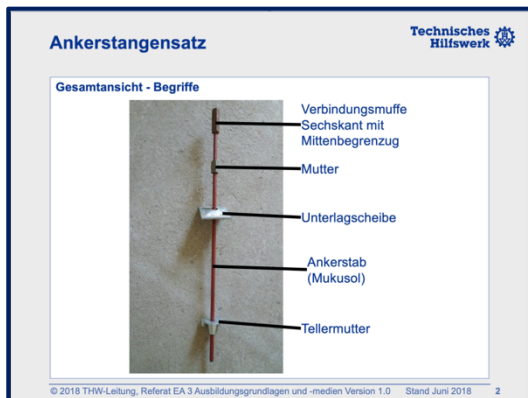 Ankerstangensatz
Technisches
Hilfswerk
Gesamtansicht - Begriffe
Verbindungsmuffe
Sechskant mit
Mittenbegrenzug
Mutter
Unterlagscheibe
Ankerstab
(Mukusol)
Tellermutter
© 2018 THW-Leitung, Referat EA 3 Ausbildungsgrundlagen und -medien Version 1.0 Stand Juni 2018 2